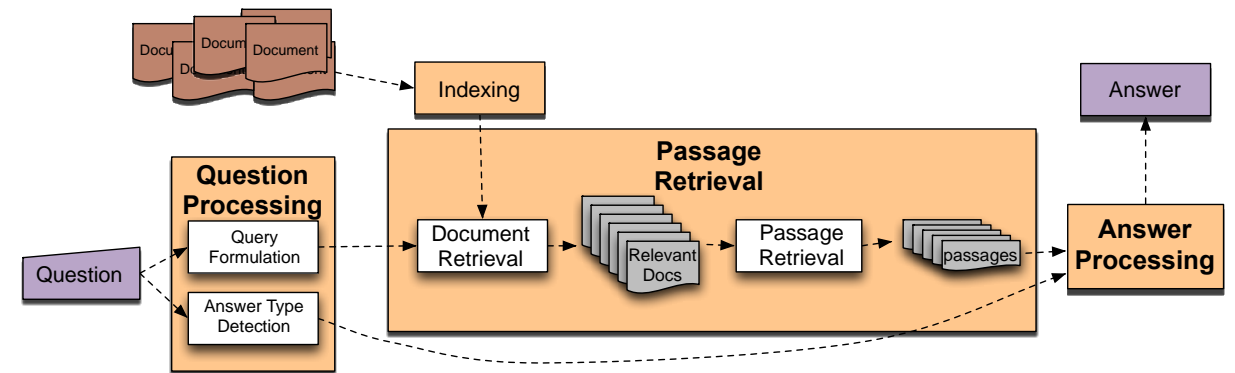 Document
Indexing
Answer
Passage
Retrieval
Question
Processing
Query
Formulation
Document
Retrieval
Relevant
Docs
Passage
Retrieval
passages
Answer
Processing
Question
Answer Type
Detection